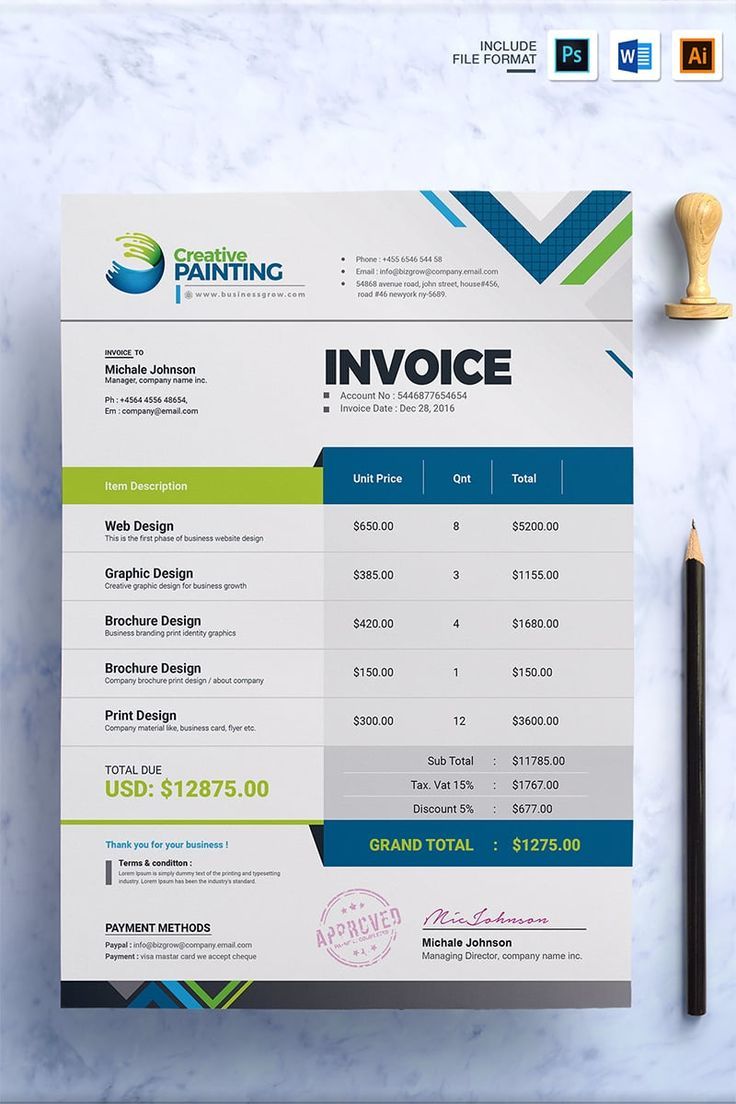 INCLUDE
FILE FORMAT
Ps
W
Ai
Creative
PAINTING
www.businessgrow.com
Phone : +455 6546 544 58
Email : info@bizgrow@company.email.com
54868 avenue road, john street, house#456,
road #46 newyork ny-5689.
INVOICE TO
Michale Johnson
Manager, company name inc.
Ph : +4564 4556 48654,
Em : company@email.com
INVOICE
Account No : 5446877654654
Invoice Date : Dec 28, 2016
Item Description
Unit Price Qnt Total
Web Design
This is the first phase of business website design
$650.00 8 $5200.00
Graphic Design
Creative graphic design for business growth
$385.00 3 $1155.00
Brochure Design
Business branding print identity graphics
$420.00 4 $1680.00
Brochure Design
Company brochure print design / about company
$150.00 1 $150.00
Print Design
Company material like, business card, flyer etc.
$300.00 12 $3600.00
TOTAL DUE
USD: $12875.00
Sub Total : $11785.00
Tax. Vat 15% : $1767.00
Discount 5% : $677.00
GRAND TOTAL : $1275.00
Thank you for your business !
Terms & conditton :
Lorem Ipsum is simply dummy text of the printing and typesetting
industry. Lorem Ipsum has been the industry's standard.
PAYMENT METHODS
Paypal : info@bizgrow@company.email.com
Payment : visa mastar card we accept cheque
APPROVED
Mic Johnson
Michale Johnson
Managing Director, company name inc.